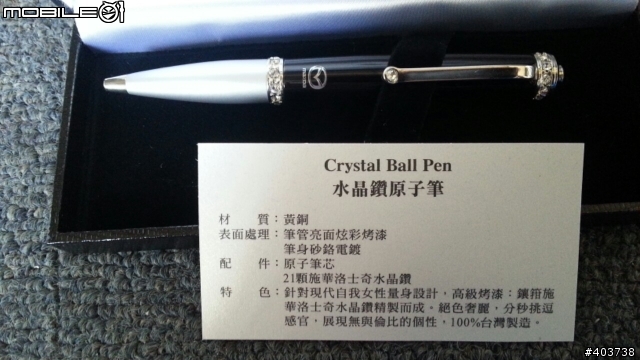 MOBILE01
Crystal Ball Pen
水晶鑽原子筆
材　　質：黃銅
表面處理：筆管亮面炫彩烤漆
筆身砂鉻電鍍
配　　件：原子筆芯
21顆施華洛士奇水晶鑽
特　　色：針對現代自我女性量身設計，高級烤漆；鑲箝施
華洛士奇水晶鑽精製而成。絕色奢麗，分秒挑逗
感官，展現無與倫比的個性，100%台灣製造。
#403738